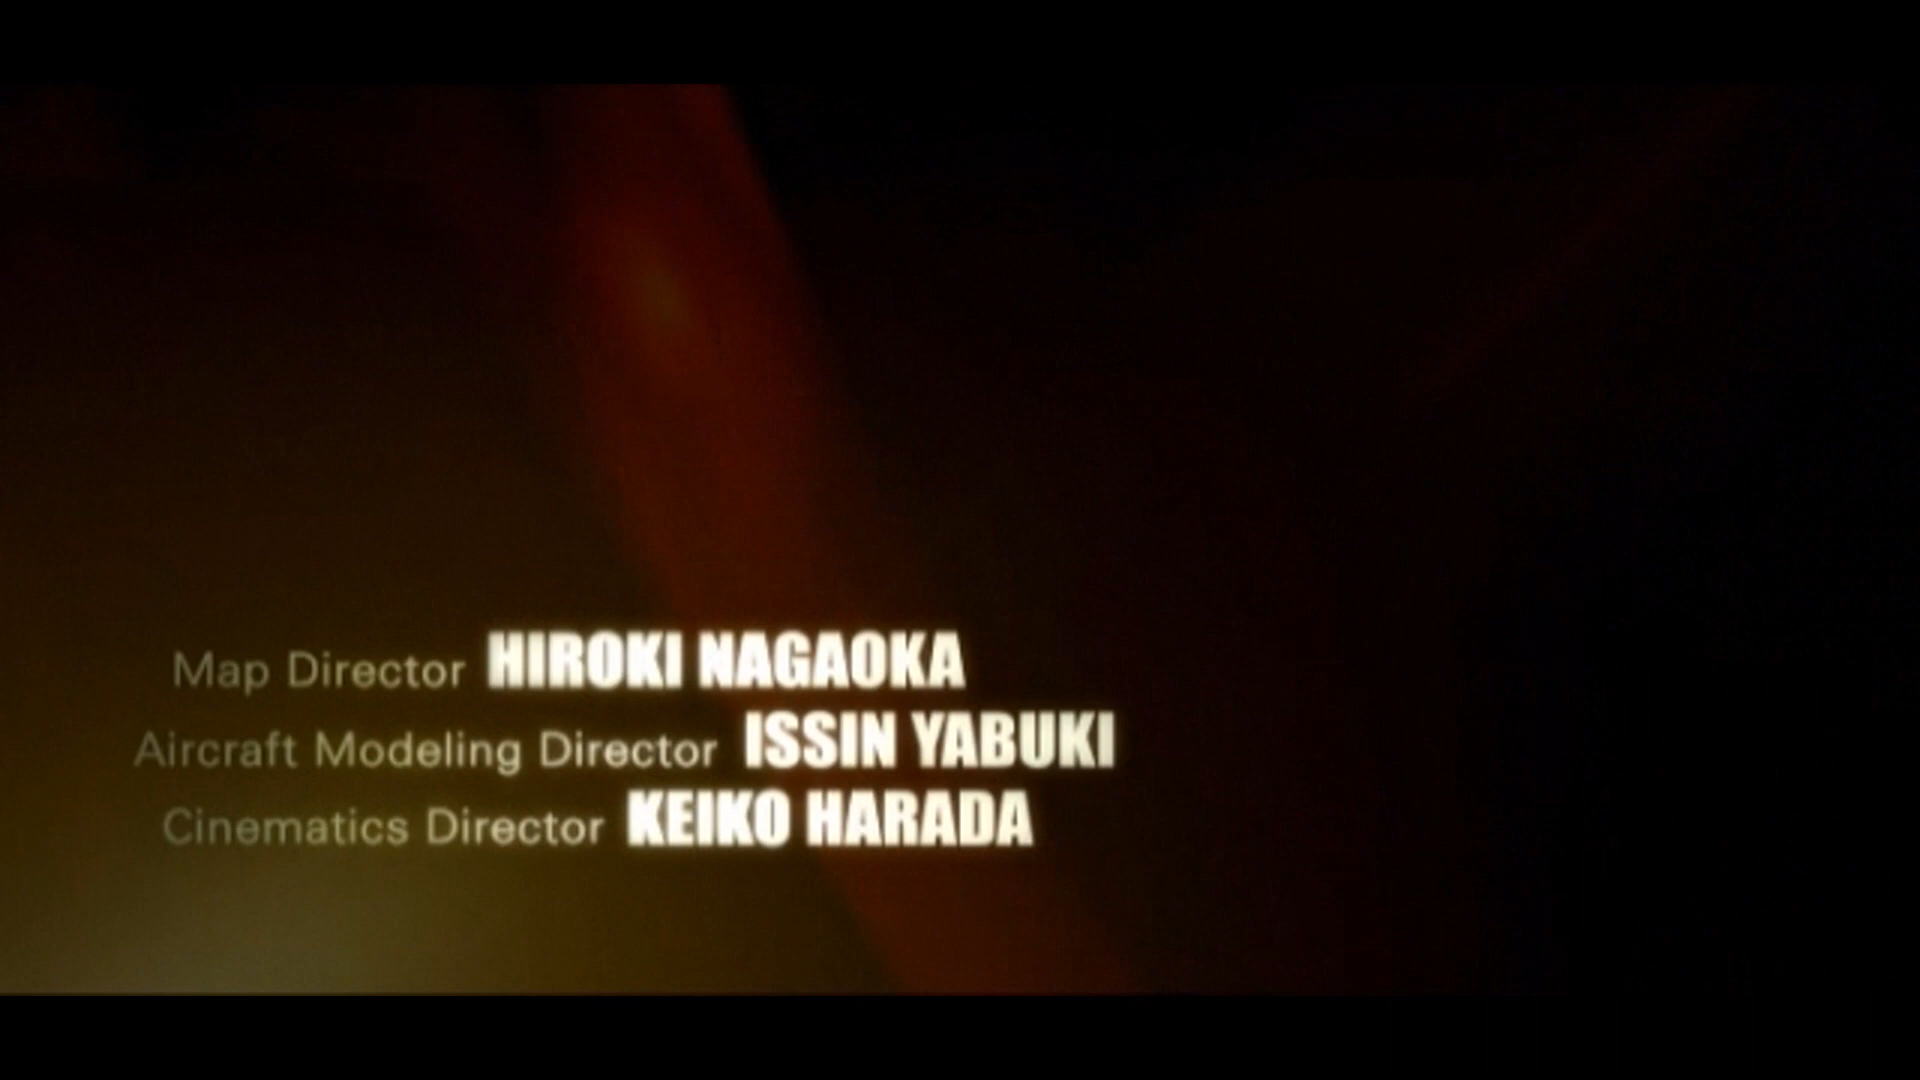 Map Director HIROKI NAGAOKA
Aircraft Modeling Director ISSIN YABUKI
Cinematics Director KEIKO HARADA